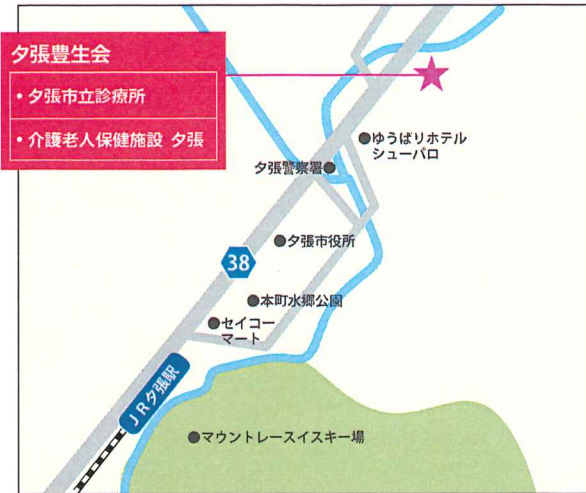 夕張豊生会
・夕張市立診療所
・介護老人保健施設 夕張
ゆうばりホテル
シューパロ
夕張警察署
夕張市役所
38
本町水郷公園
セイコー
マート
JR夕張駅
マウントレースイスキー場